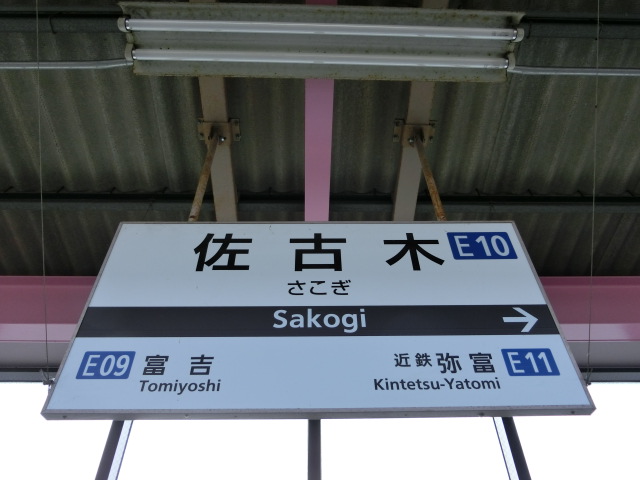 佐古木 E10
さこぎ
Sakogi →
E09 富吉
Tomiyoshi
近鉄 弥富 E11
Kintetsu-Yatomi